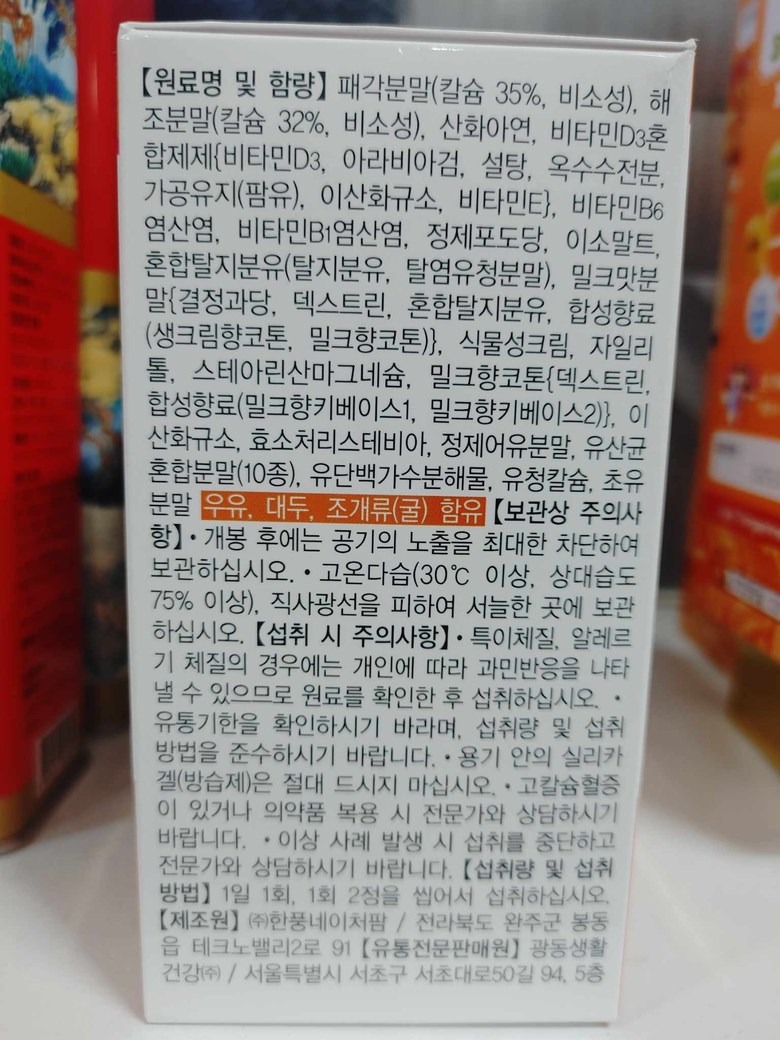 【원료명 및 함량】 패각분말(칼슘 35%, 비소성), 해
조분말(칼슘 32%, 비소성), 산화아연, 비타민D3혼
합제제{비타민D3, 아라비아검, 설탕, 옥수수전분,
가공유지(팜유), 이산화규소, 비타민E}, 비타민B6
염산염, 비타민B1염산염, 정제포도당, 이소말트,
혼합탈지분유(탈지분유, 탈염유청분말), 밀크맛분
말{결정과당, 덱스트린, 혼합탈지분유, 합성향료
(생크림향코톤, 밀크향코톤)}, 식물성크림, 자일리
톨, 스테아린산마그네슘, 밀크향코톤{덱스트린,
합성향료(밀크향키베이스1, 밀크향키베이스2)}, 이
산화규소, 효소처리스테비아, 정제어유분말, 유산균
혼합분말(10종), 유단백가수분해물, 유청칼슘, 초유
분말 우유, 대두, 조개류(굴) 함유 【보관상 주의사
항】 • 개봉 후에는 공기의 노출을 최대한 차단하여
보관하십시오. • 고온다습(30℃ 이상, 상대습도
75% 이상), 직사광선을 피하여 서늘한 곳에 보관
하십시오. 【섭취 시 주의사항】 • 특이체질, 알레르
기 체질의 경우에는 개인에 따라 과민반응을 나타
낼 수 있으므로 원료를 확인한 후 섭취하십시오. •
유통기한을 확인하시기 바라며, 섭취량 및 섭취
방법을 준수하시기 바랍니다. • 용기 안의 실리카
겔(방습제)은 절대 드시지 마십시오. • 고칼슘혈증
이 있거나 의약품 복용 시 전문가와 상담하시기
바랍니다. • 이상 사례 발생 시 섭취를 중단하고
전문가와 상담하시기 바랍니다. 【섭취량 및 섭취
방법】 1일 1회, 1회 2정을 씹어서 섭취하십시오.
【제조원】 ㈜한풍네이처팜 / 전라북도 완주군 봉동
읍 테크노밸리2로 91 【유통전문판매원】 광동생활
건강㈜ / 서울특별시 서초구 서초대로50길 94, 5층